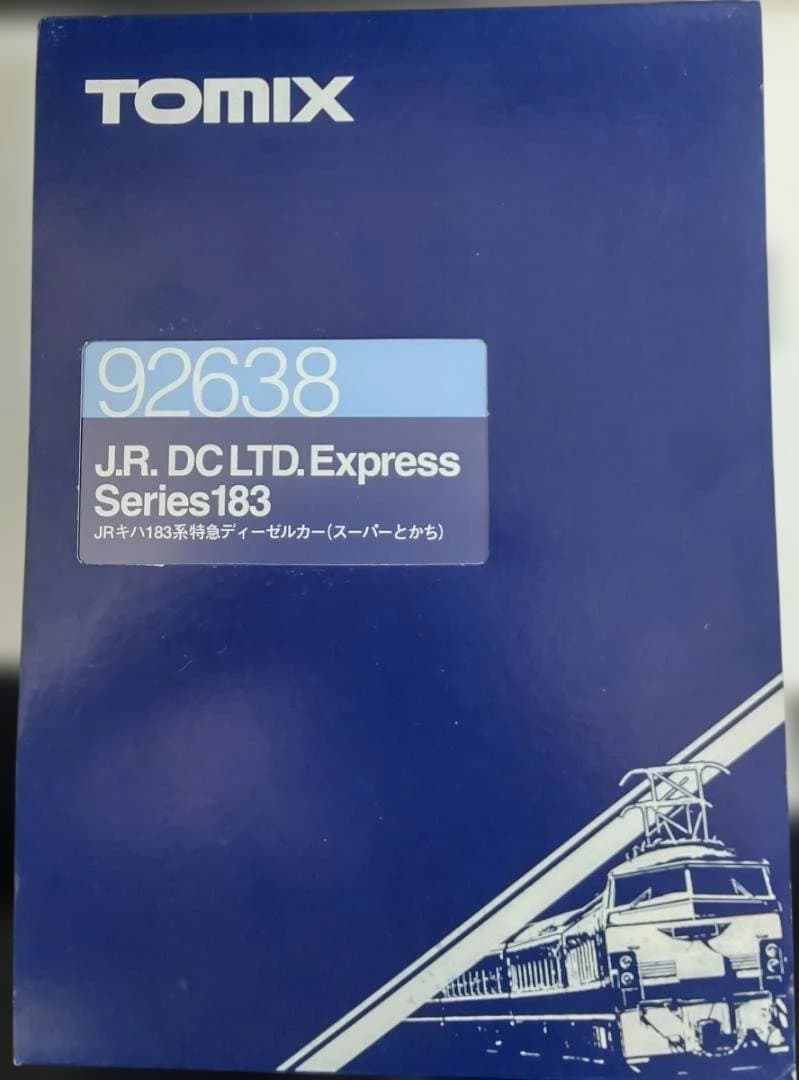 TOMIX
92638
J.R. DC LTD. Express
Series183
JRキハ183系特急ディーゼルカー(スーパーとかち)